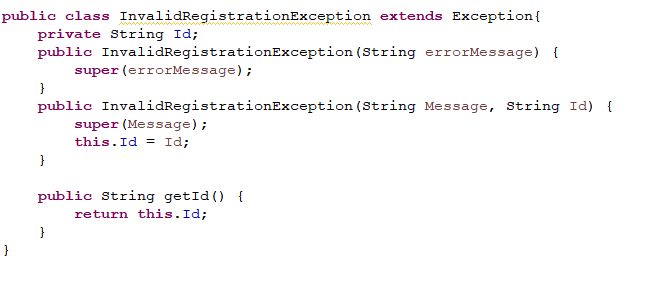 public class InvalidRegistrationException extends Exception{
    private String Id;
    public InvalidRegistrationException(String errorMessage) {
        super(errorMessage);
    }
    public InvalidRegistrationException(String Message, String Id) {
        super(Message);
        this.Id = Id;
    }

    public String getId() {
        return this.Id;
    }
}